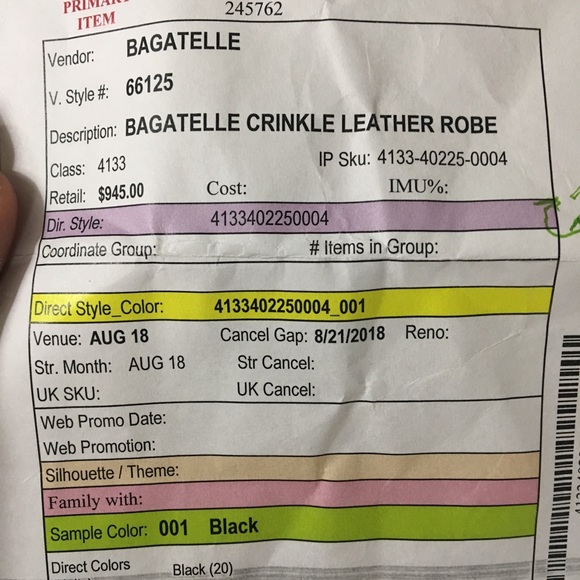 PRIMARY
ITEM
245762
Vendor: BAGATELLE
V. Style #: 66125
Description: BAGATELLE CRINKLE LEATHER ROBE
Class: 4133 IP Sku: 4133-40225-0004
Retail: $945.00 Cost: IMU%:
Dir. Style: 4133402250004
Coordinate Group: # Items in Group:
Direct Style_Color: 4133402250004_001
Venue: AUG 18 Cancel Gap: 8/21/2018 Reno:
Str. Month: AUG 18 Str Cancel:
UK SKU: UK Cancel:
Web Promo Date:
Web Promotion:
Silhouette / Theme:
Family with:
Sample Color: 001 Black
Direct Colors Black (20)